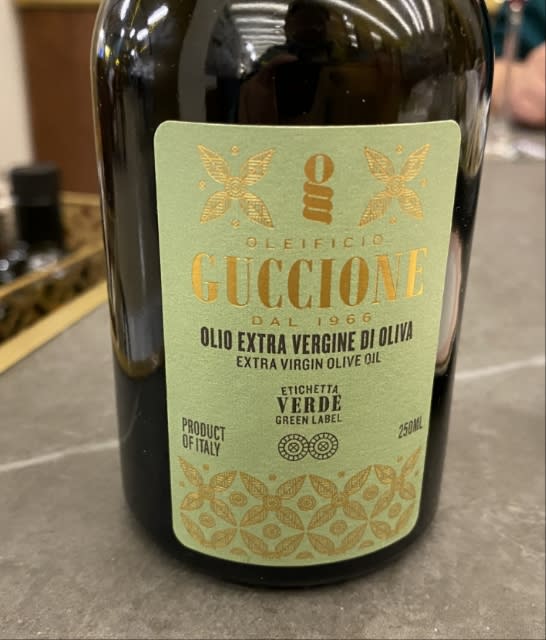 OLEIFICIO
GUCCIONE
DAL 1966
OLIO EXTRA VERGINE DI OLIVA
EXTRA VIRGIN OLIVE OIL
ETICHETTA
VERDE
GREEN LABEL
PRODUCT
OF ITALY
250ML